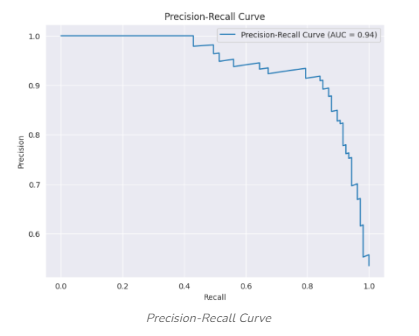 Precision-Recall Curve
Precision-Recall Curve (AUC = 0.94)
1.0
0.9
0.8
0.7
0.6
Precision
0.0
0.2
0.4
0.6
0.8
1.0
Recall
Precision-Recall Curve